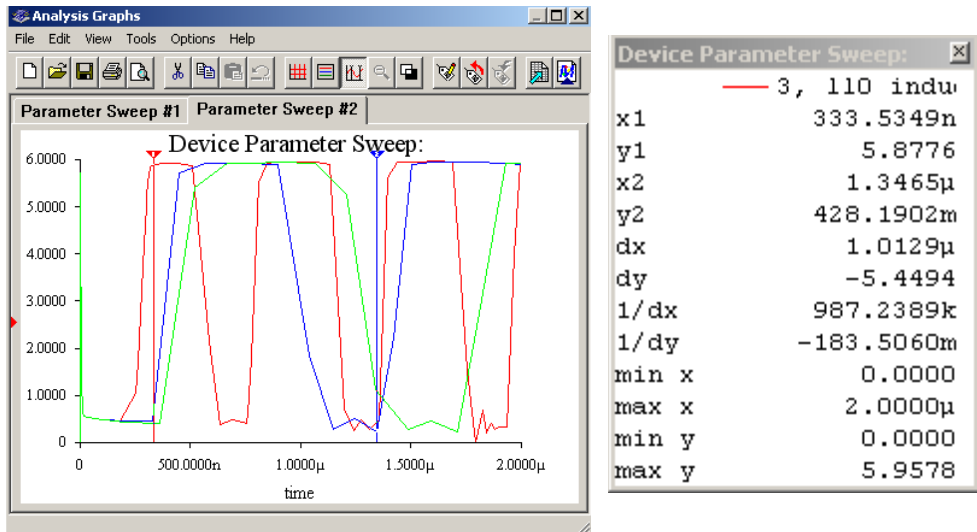 Analysis Graphs
File Edit View Tools Options Help
Parameter Sweep #1 Parameter Sweep #2
Device Parameter Sweep:
6.0000
5.0000
4.0000
3.0000
2.0000
1.0000
0
0 500.0000n 1.0000µ 1.5000µ 2.0000µ
time
Device Parameter Sweep:
3, llO indu
x1 333.5349n
y1 5.8776
x2 1.3465µ
y2 428.1902m
dx 1.0129µ
dy -5.4494
1/dx 987.2389k
1/dy -183.5060m
min x 0.0000
max x 2.0000µ
min y 0.0000
max y 5.9578